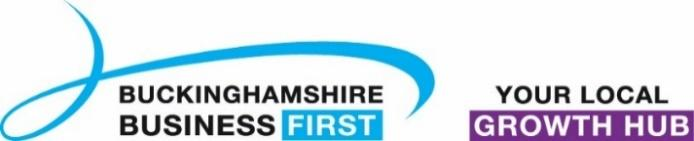 BUCKINGHAMSHIRE
BUSINESS FIRST
YOUR LOCAL
GROWTH HUB